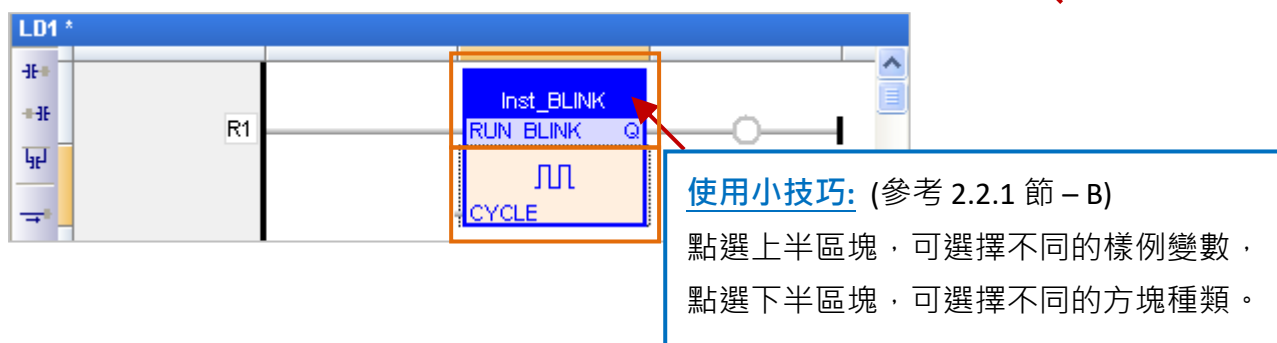 LD1 *
R1
Inst_BLINK
RUN BLINK Q
CYCLE
使用小技巧: (參考 2.2.1 節 – B)
點選上半區塊，可選擇不同的樣例變數，
點選下半區塊，可選擇不同的方塊種類。